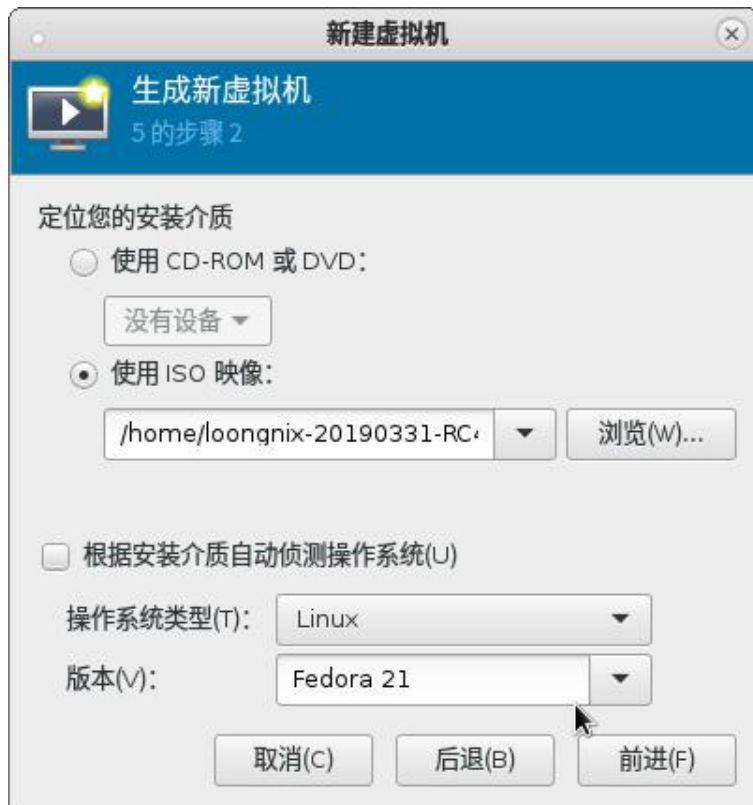 新建虚拟机
生成新虚拟机
5 的步骤 2
定位您的安装介质
使用 CD-ROM 或 DVD：
没有设备
使用 ISO 映像：
/home/loongnix-20190331-RC
浏览(W)...
根据安装介质自动侦测操作系统(U)
操作系统类型(T)： Linux
版本(V)： Fedora 21
取消(C) 后退(B) 前进(F)